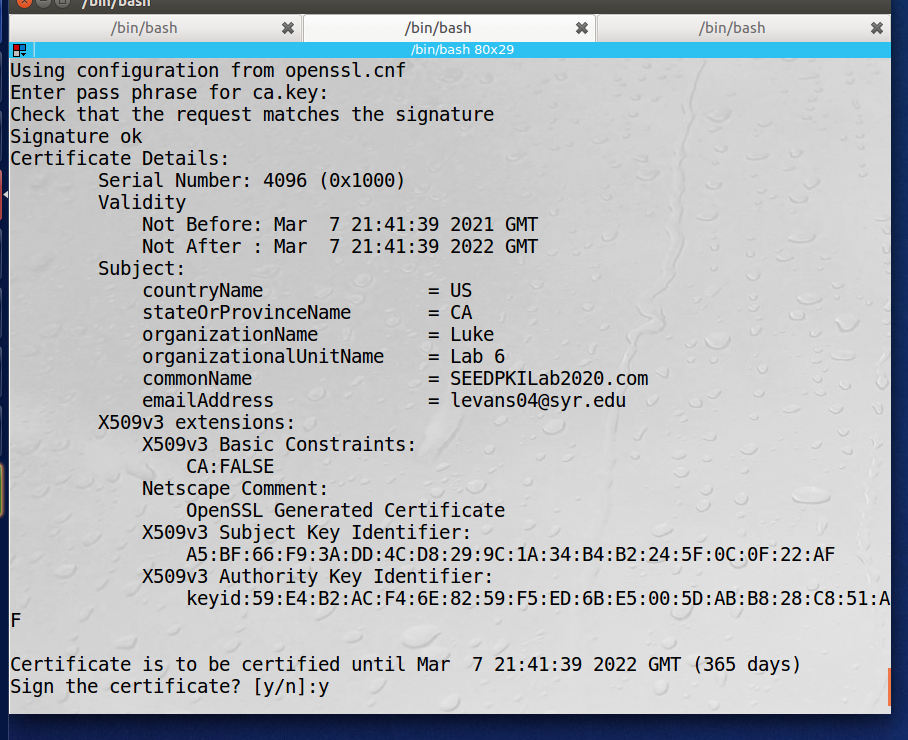 /bin/bash
/bin/bash /bin/bash /bin/bash
/bin/bash 80x29
Using configuration from openssl.cnf
Enter pass phrase for ca.key:
Check that the request matches the signature
Signature ok
Certificate Details:
        Serial Number: 4096 (0x1000)
        Validity
            Not Before: Mar  7 21:41:39 2021 GMT
            Not After : Mar  7 21:41:39 2022 GMT
        Subject:
            countryName               = US
            stateOrProvinceName       = CA
            organizationName          = Luke
            organizationalUnitName    = Lab 6
            commonName                = SEEDPKILab2020.com
            emailAddress              = levans04@syr.edu
        X509v3 extensions:
            X509v3 Basic Constraints:
                CA:FALSE
            Netscape Comment:
                OpenSSL Generated Certificate
            X509v3 Subject Key Identifier:
                A5:BF:66:F9:3A:DD:4C:D8:29:9C:1A:34:B4:B2:24:5F:0C:0F:22:AF
            X509v3 Authority Key Identifier:
                keyid:59:E4:B2:AC:F4:6E:82:59:F5:ED:6B:E5:00:5D:AB:B8:28:C8:51:A
F
Certificate is to be certified until Mar  7 21:41:39 2022 GMT (365 days)
Sign the certificate? [y/n]:y